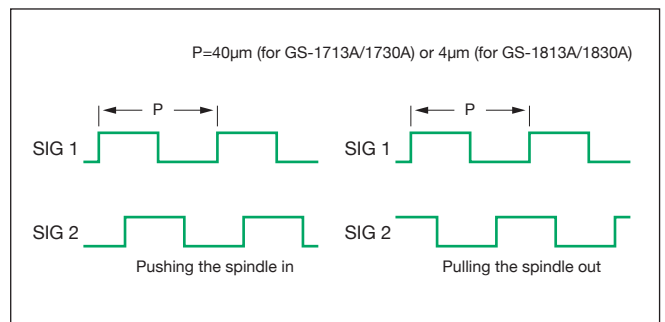 P=40μm (for GS-1713A/1730A) or 4μm (for GS-1813A/1830A)
P
P
SIG 1
SIG 1
SIG 2
SIG 2
Pushing the spindle in
Pulling the spindle out